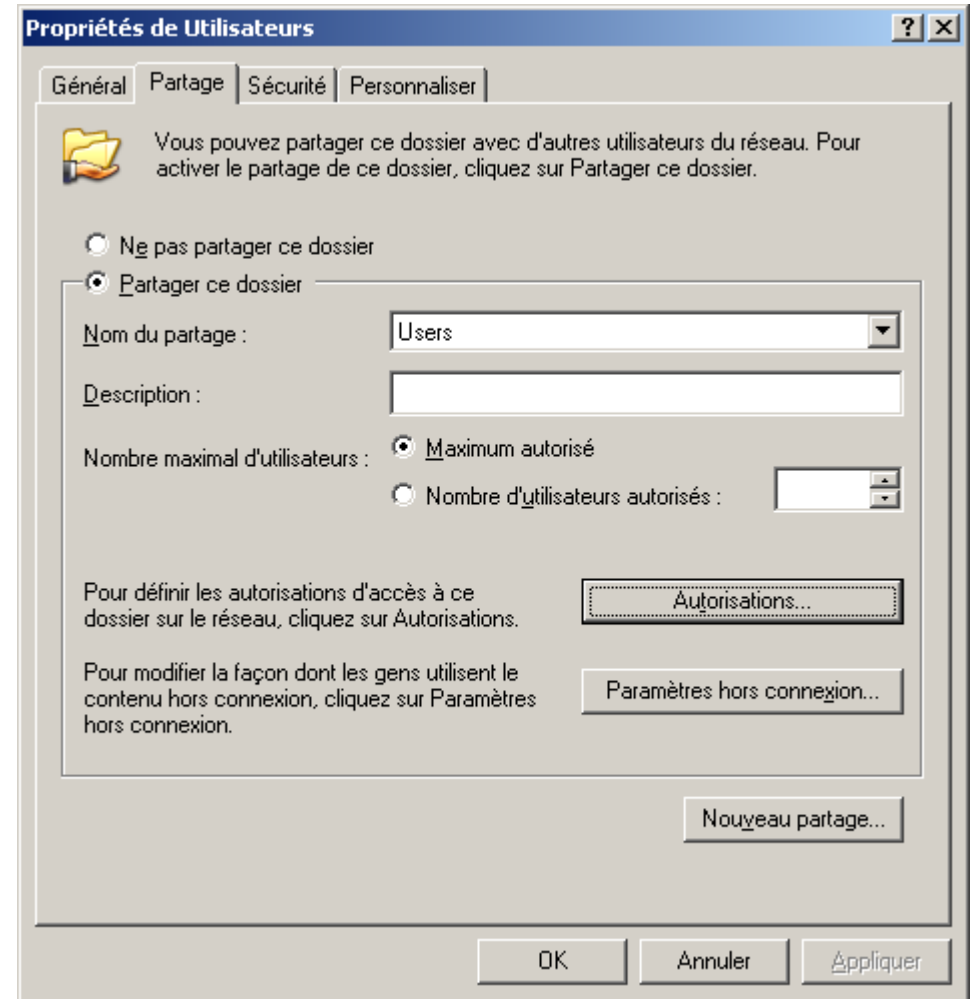 Propriétés de Utilisateurs
Général Partage Sécurité Personnaliser
Vous pouvez partager ce dossier avec d'autres utilisateurs du réseau. Pour
activer le partage de ce dossier, cliquez sur Partager ce dossier.
Ne pas partager ce dossier
Partager ce dossier
Nom du partage : Users
Description :
Nombre maximal d'utilisateurs : Maximum autorisé
Nombre d'utilisateurs autorisés :
Pour définir les autorisations d'accès à ce
dossier sur le réseau, cliquez sur Autorisations.
Autorisations...
Pour modifier la façon dont les gens utilisent le
contenu hors connexion, cliquez sur Paramètres
hors connexion.
Paramètres hors connexion...
Nouveau partage...
OK Annuler Appliquer